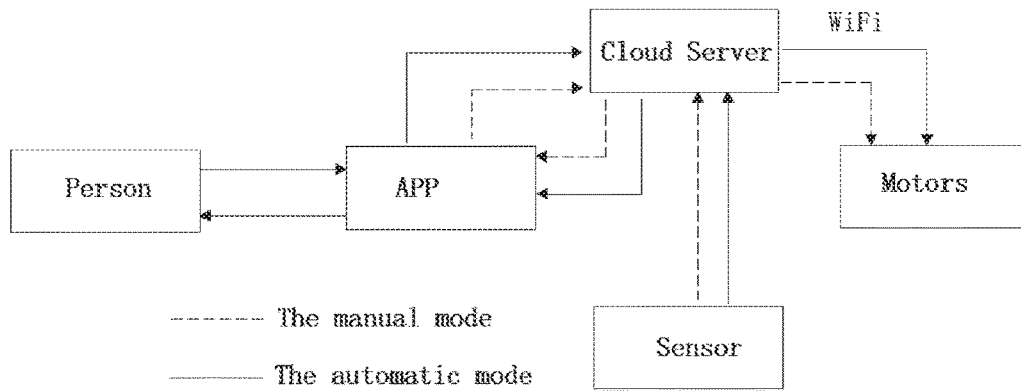 WiFi
Cloud Server
Person
APP
Motors
The manual mode
Sensor
The automatic mode